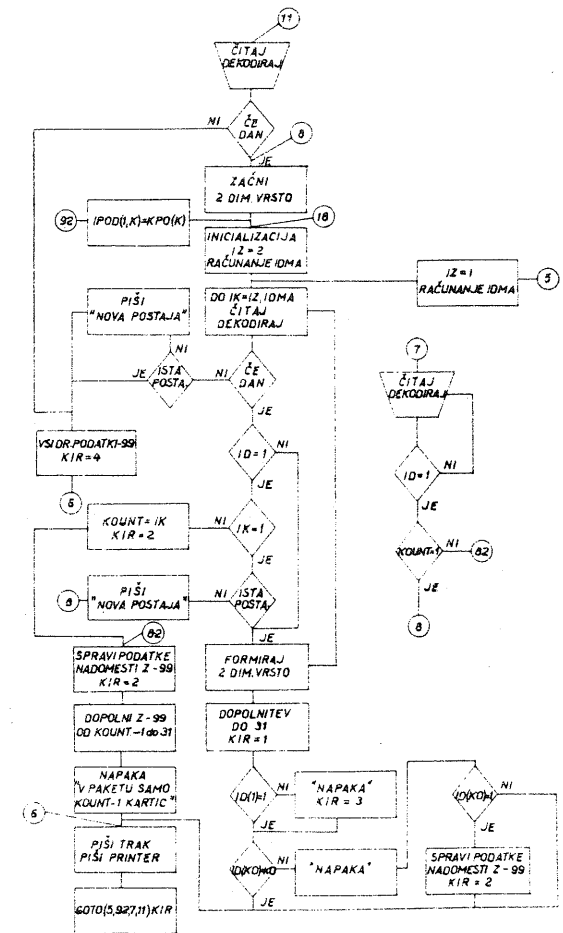 11
ČITAJ
DEKODIRAJ
NI
ČE
DAN
8
JE
ZAČNI
2 DIM. VRSTO
92
IPOD(1,K)=KPO(K)
18
INICIALIZACIJA
IZ=2
RAČUNANJE IDMA
IZ=1
RAČUNANJE IDMA
5
PIŠI
"NOVA POSTAJA"
DO IK=IZ,IDMA
ČITAJ
DEKODIRAJ
NI
JE
ISTA
POSTA.
NI
ČE
DAN
JE
7
ČITAJ
DEKODIRAJ
VSI DR. PODATKI-99
KIR=4
6
ID=1
NI
JE
ID=1
NI
JE
KOUNT=IK
KIR=2
NI
IK=1
JE
KOUNT=1
NI
82
JE
8
8
PIŠI
"NOVA POSTAJA"
NI
ISTA
POSTA.
JE
82
SPRAVI PODATKE
NADOMESTI Z -99
KIR=2
FORMIRAJ
2 DIM. VRSTO
DOPOLNI Z -99
OD KOUNT-1 do 31
DOPOLNITEV
DO 31
KIR=1
NAPAKA
"V PAKETU SAMO
KOUNT-1 KARTIC"
ID(1)=1
NI
"NAPAKA"
KIR = 3
JE
ID(KO)=1
NI
JE
6
PIŠI TRAK
PIŠI PRINTER
NI
"NAPAKA"
JE
SPRAVI PODATKE
NADOMESTI Z -99
KIR = 2
GOTO(5,92,7,11)KIR